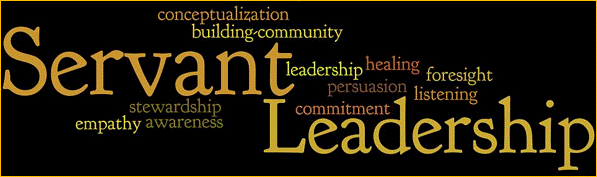 conceptualization
building-community
Servant
leadership
healing
foresight
persuasion
listening
stewardship
commitment
empathy
awareness
Leadership